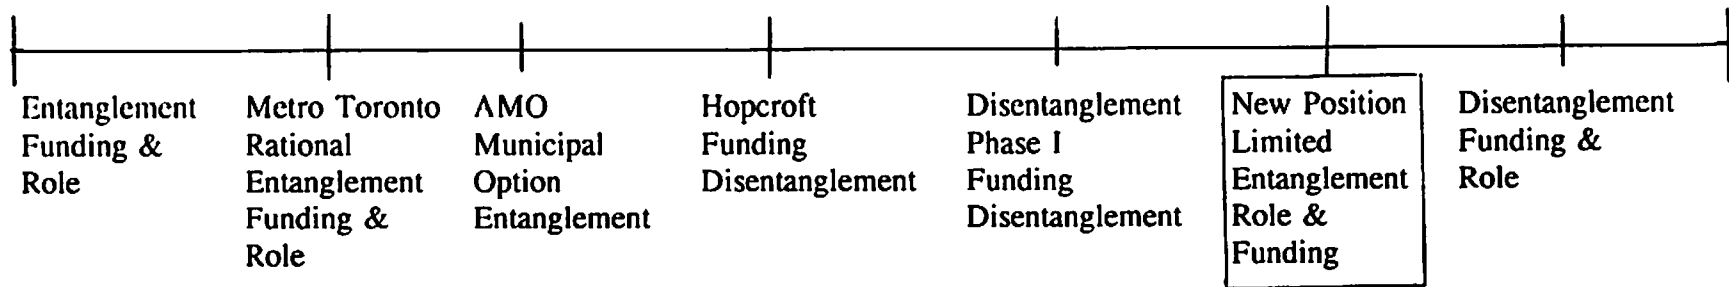 Entanglement
Funding &
Role
Metro Toronto
Rational
Entanglement
Funding &
Role
AMO
Municipal
Option
Entanglement
Hopcroft
Funding
Disentanglement
Disentanglement
Phase I
Funding
Disentanglement
New Position
Limited
Entanglement
Role &
Funding
Disentanglement
Funding &
Role